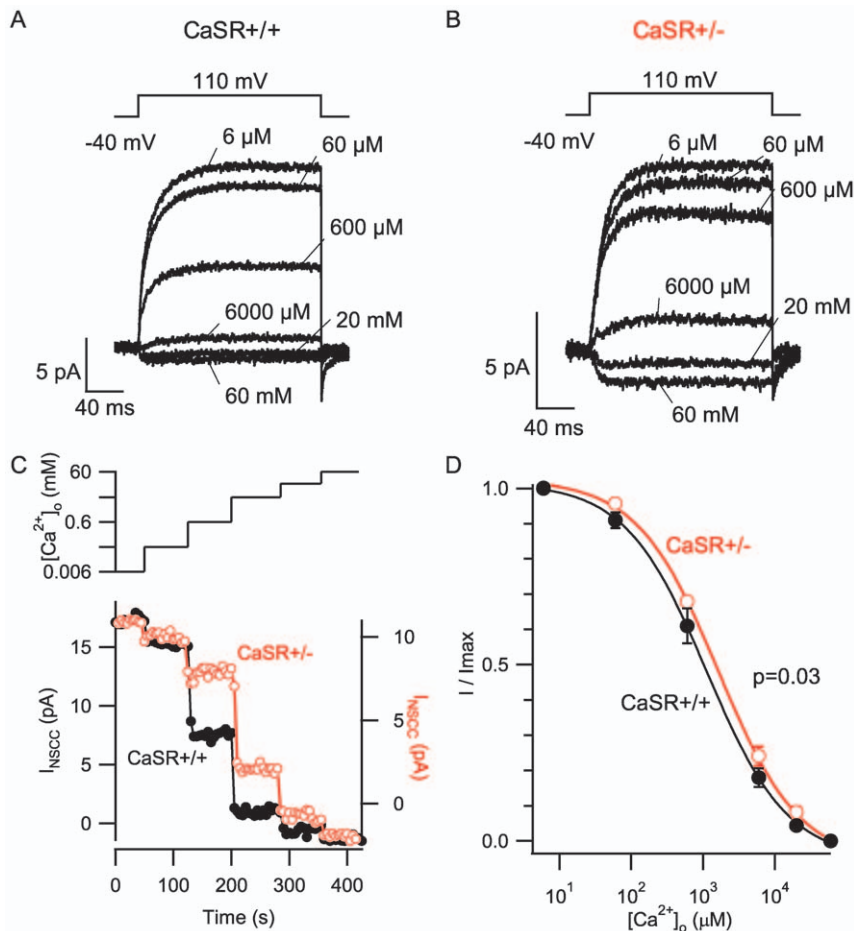 A
CaSR+/+
110 mV
-40 mV
6 µM
60 µM
600 µM
6000 µM
20 mM
60 mM
5 pA
40 ms
B
CaSR+/-
110 mV
-40 mV
6 µM
60 µM
600 µM
6000 µM
20 mM
60 mM
5 pA
40 ms
C
[Ca2+]o (mM)
60
0.6
0.006
INSCC (pA)
15
10
5
0
CaSR+/-
CaSR+/+
10
5
0
INSCC (pA)
0 100 200 300 400
Time (s)
D
I / Imax
1.0
0.5
0.0
CaSR+/-
CaSR+/+
p=0.03
10^1 10^2 10^3 10^4
[Ca2+]o (µM)